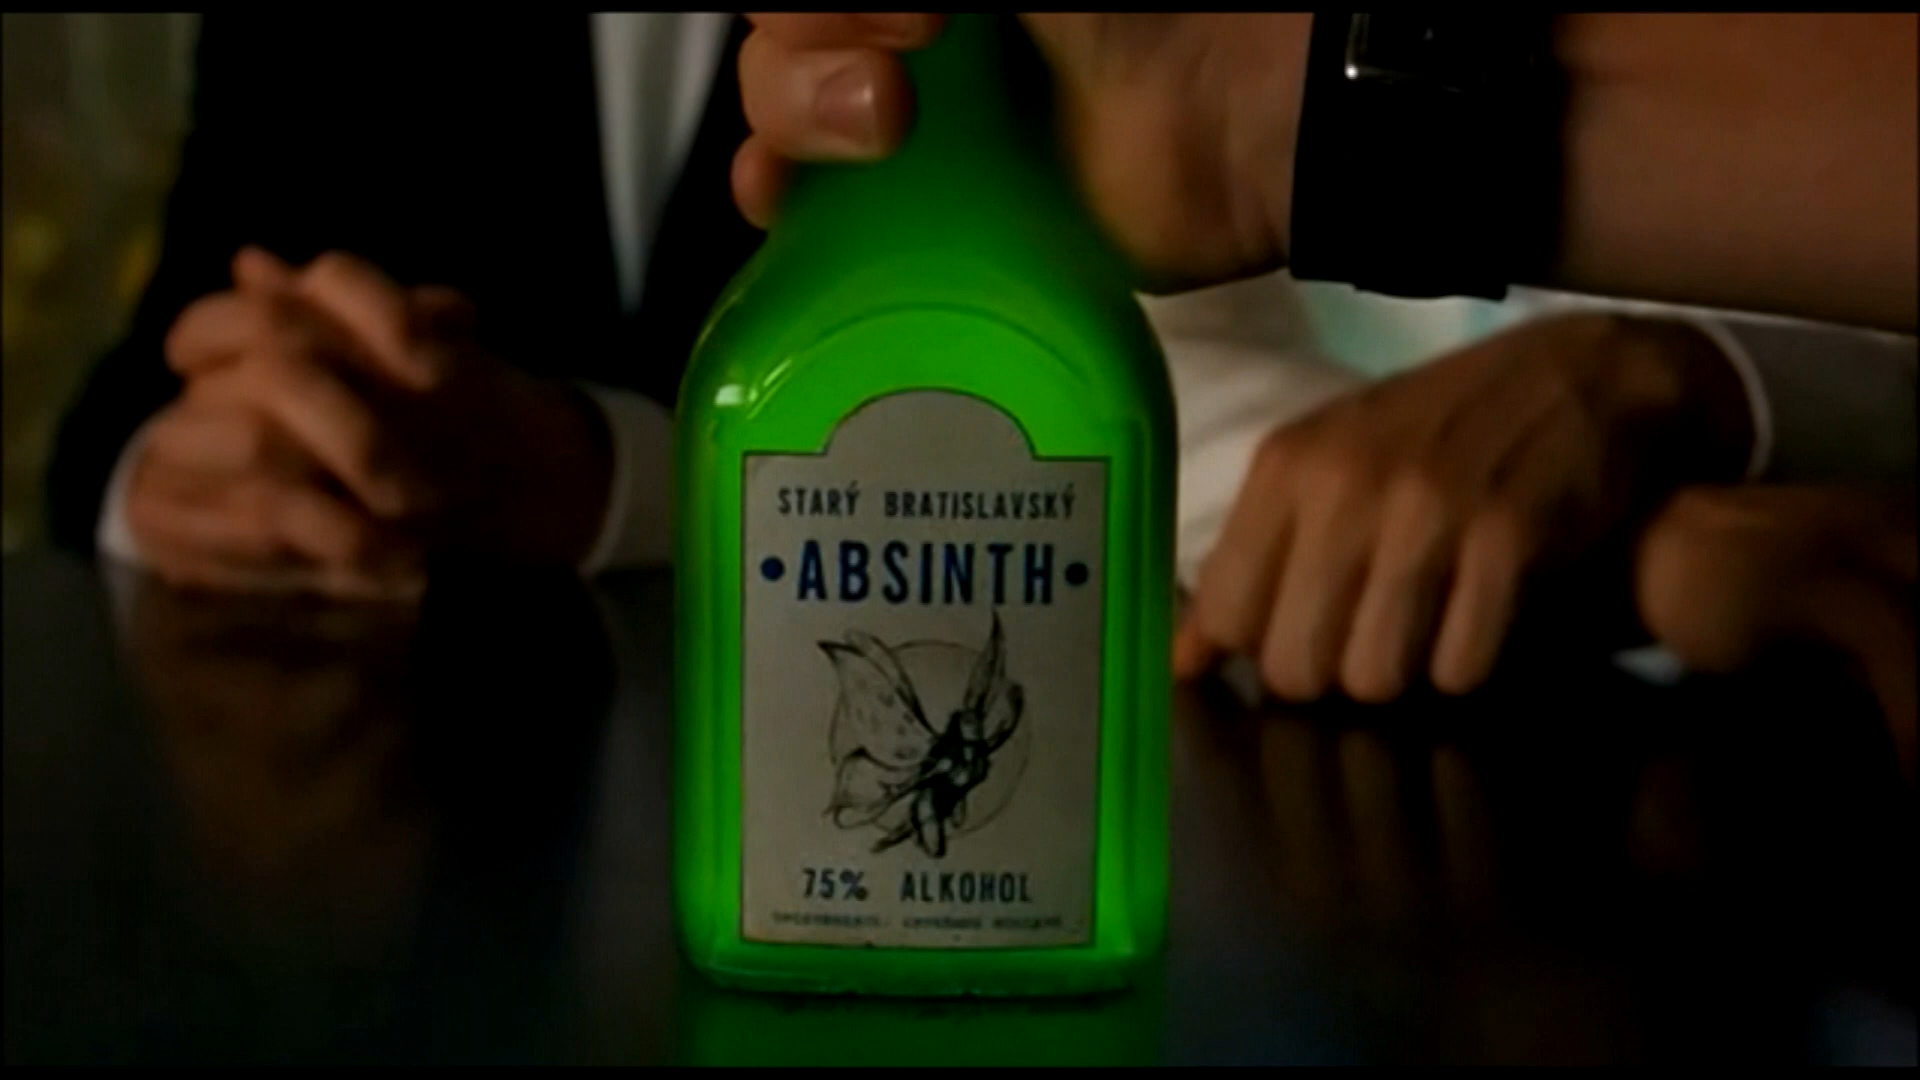 STARÝ BRATISLAVSKÝ
•ABSINTH•
75% ALKOHOL